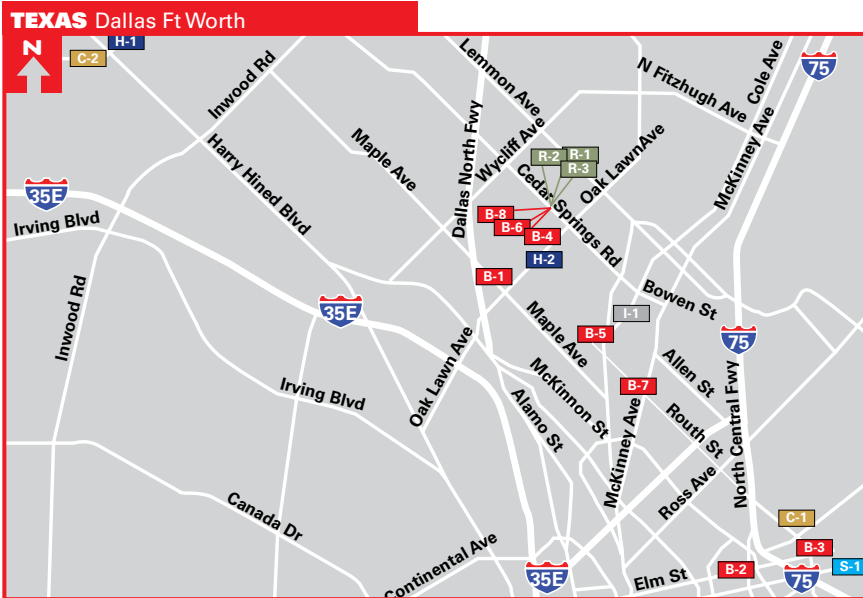 TEXAS Dallas Ft Worth
N
H-1
C-2
Inwood Rd
Lemmon Ave
N Fitzhugh Ave
Cole Ave
75
Harry Hined Blvd
Maple Ave
Dallas North Fwy
Wycliff Ave
R-2
R-1
R-3
Oak LawnAve
McKinney Ave
Cedar Springs Rd
35E
Irving Blvd
B-8
B-6
B-4
H-2
B-1
Inwood Rd
35E
Bowen St
I-1
B-5
75
Maple Ave
Allen St
Oak Lawn Ave
McKinnon St
B-7
Irving Blvd
Alamo St
McKinney Ave
Routh St
North Central Fwy
Ross Ave
Canada Dr
C-1
Continental Ave
35E
Elm St
B-2
B-3
75
S-1